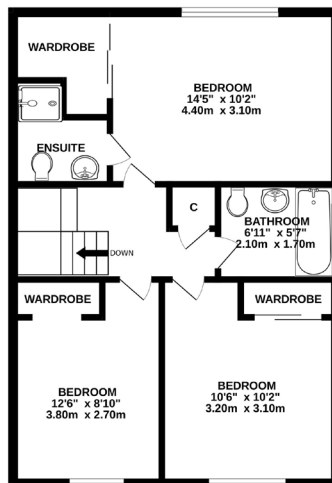 WARDROBE
BEDROOM
14'5" x 10'2"
4.40m x 3.10m
ENSUITE
C
BATHROOM
6'11" x 5'7"
2.10m x 1.70m
DOWN
WARDROBE
WARDROBE
BEDROOM
12'6" x 8'10"
3.80m x 2.70m
BEDROOM
10'6" x 10'2"
3.20m x 3.10m